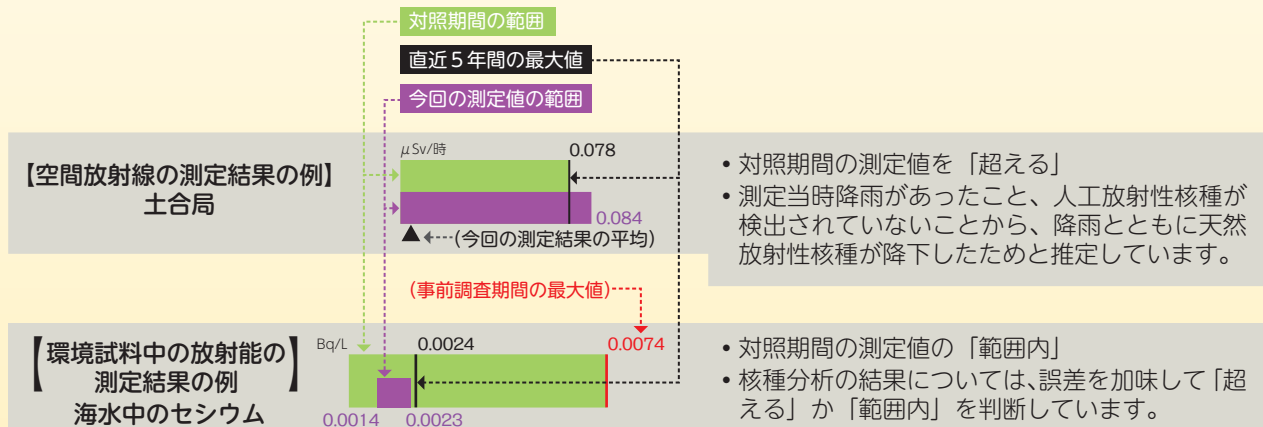 対照期間の範囲
直近５年間の最大値
今回の測定値の範囲
【空間放射線の測定結果の例】
土合局
μSv/時
0.078
0.084
(今回の測定結果の平均)
• 対照期間の測定値を「超える」
• 測定当時降雨があったこと、人工放射性核種が
検出されていないことから、降雨とともに天然
放射性核種が降下したためと推定しています。
(事前調査期間の最大値)
【環境試料中の放射能の
測定結果の例】
海水中のセシウム
Bq/L
0.0024
0.0074
0.0014
0.0023
• 対照期間の測定値の「範囲内」
• 核種分析の結果については、誤差を加味して「超
える」か「範囲内」を判断しています。